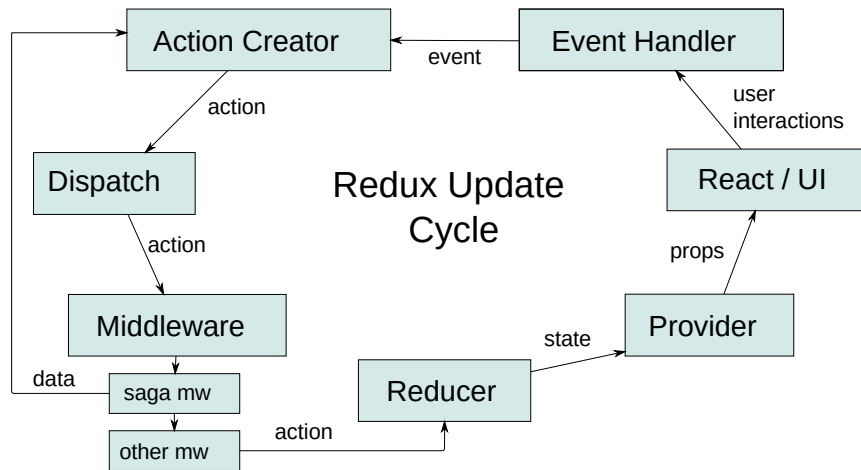 Action Creator
event
Event Handler
action
user
interactions
Dispatch
Redux Update
Cycle
React / UI
action
props
Middleware
Provider
state
data
saga mw
Reducer
other mw
action